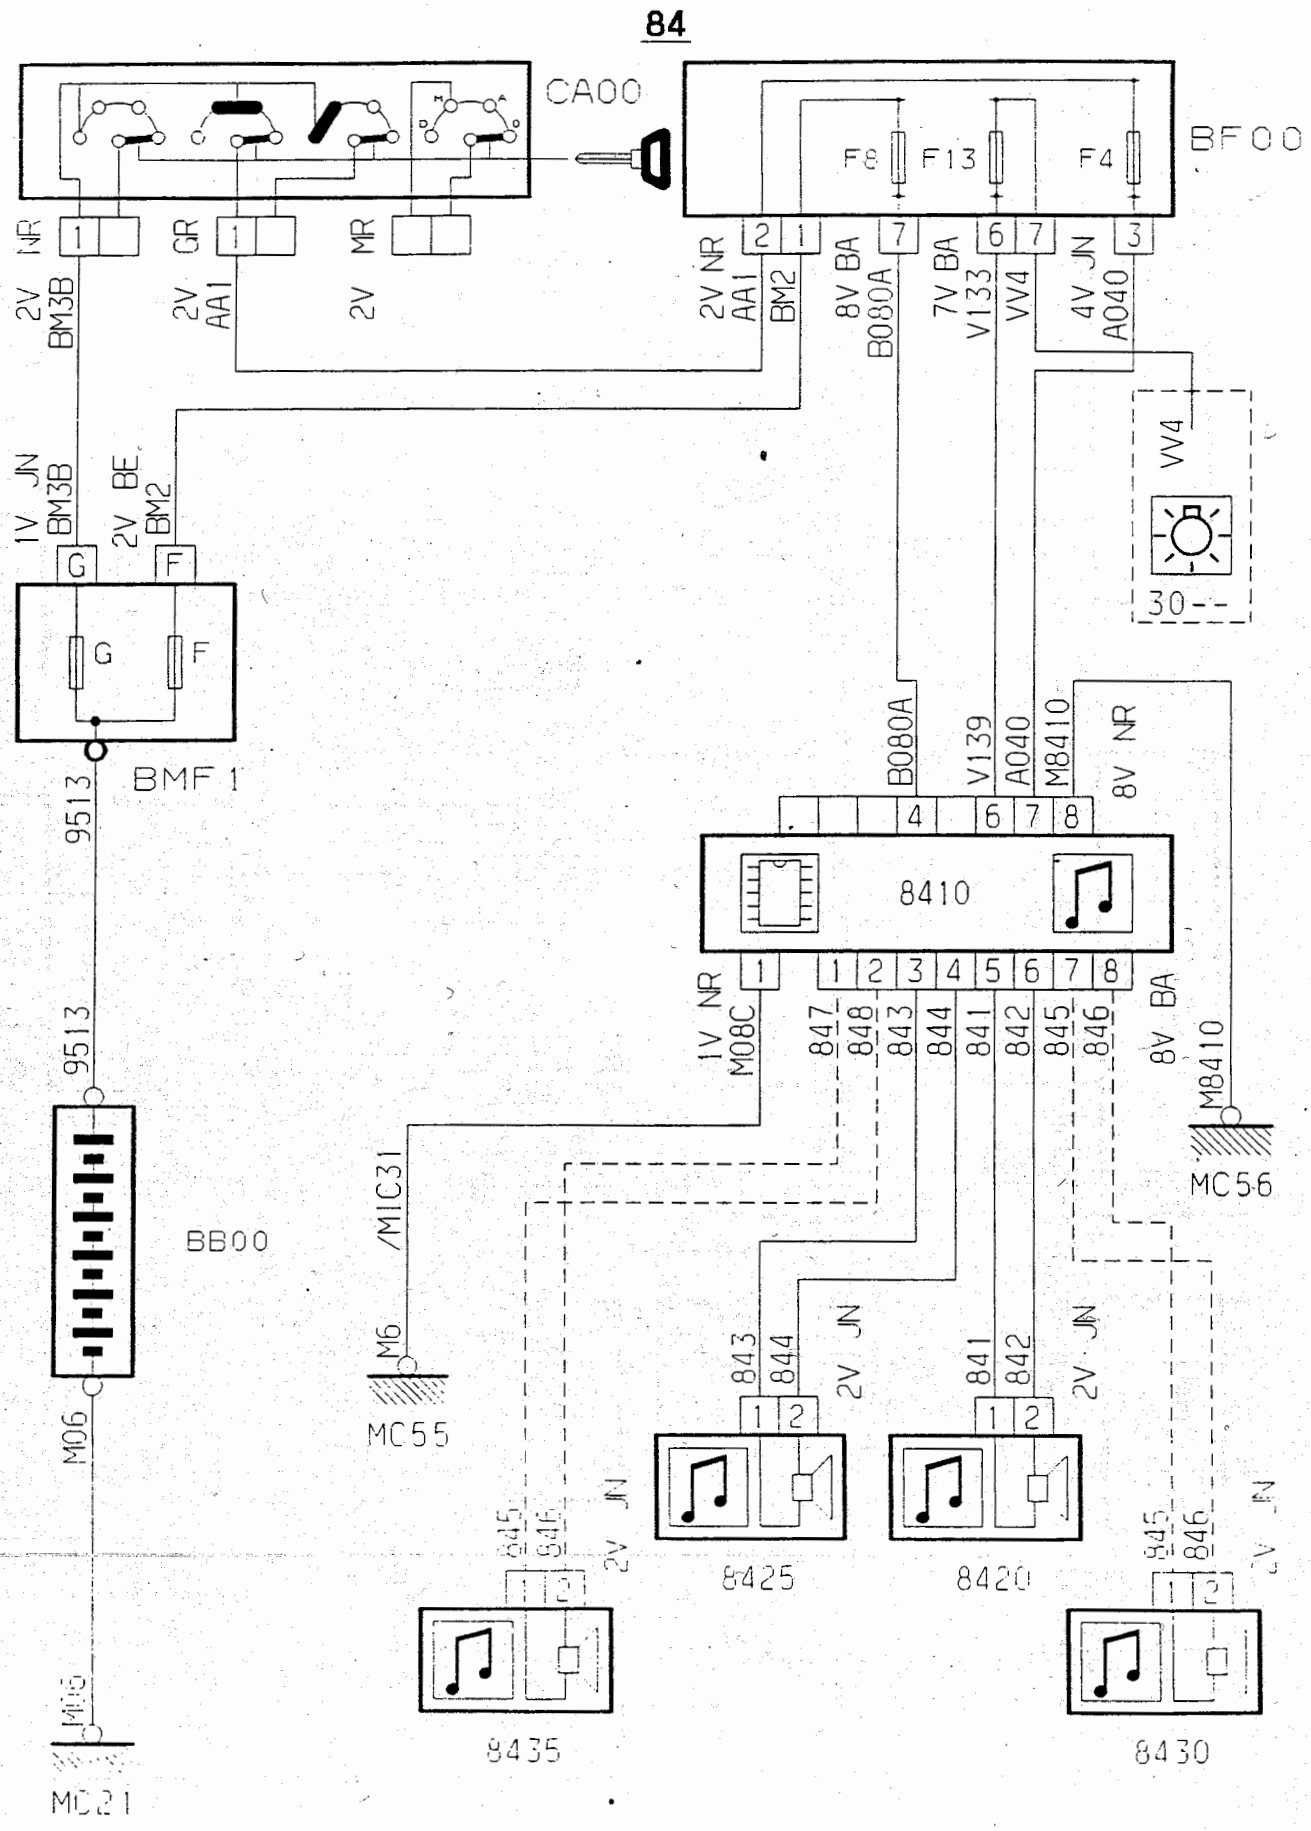 84
CA00
M A
D D
BF00
F8 F13 F4
1 1
2 1 7 6 7 3
2V NR
BM3B
2V GR
AA1
2V MR
2V NR
AA1
BM2
8V BA
B080A
7V BA
V133
VV4
4V JN
A040
VV4
30--
1V JN
BM3B
2V BE
BM2
G F
G F
BMF1
9513
B080A
V139
A040
M8410
8V NR
4 6 7 8
8410
1 1 2 3 4 5 6 7 8
1V NR
M08C
847
848
843
844
841
842
845
846
8V BA
M8410
MC56
9513
BB00
/M1C31
M6
MC55
M06
843
844
2V JN
841
842
2V JN
1 2
1 2
8425
8420
845
846
2V JN
845
846
2V JN
1 2
1 2
8435
8430
M06
MC21